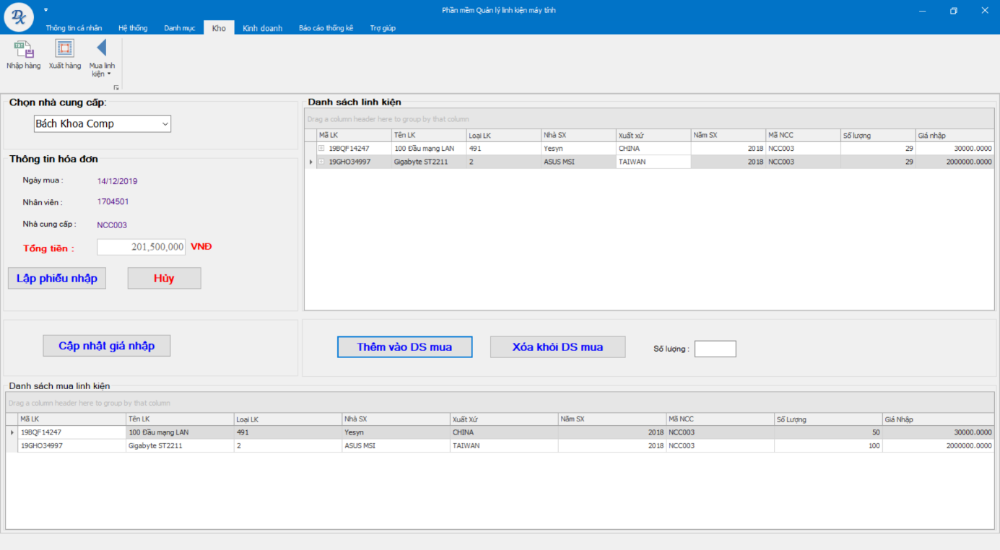 Phần mềm Quản lý linh kiện máy tính
DX
Thông tin cá nhân Hệ thống Danh mục Kho Kinh doanh Báo cáo thống kê Trợ giúp
TXT
Nhập hàng Xuất hàng Mua linh kiện
Chọn nhà cung cấp:
Bách Khoa Comp
Thông tin hóa đơn
Ngày mua : 14/12/2019
Nhân viên : 1704501
Nhà cung cấp : NCC003
Tổng tiền : 201,500,000 VNĐ
Lập phiếu nhập Hủy
Danh sách linh kiện
Drag a column header here to group by that column
Mã LK Tên LK Loại LK Nhà SX Xuất xứ Năm SX Mã NCC Số lượng Giá nhập
19BQF14247 100 Đầu mạng LAN 491 Yesyn CHINA 2018 NCC003 29 30000.0000
19GHO34997 Gigabyte ST2211 2 ASUS MSI TAIWAN 2018 NCC003 29 2000000.0000
Cập nhật giá nhập
Thêm vào DS mua Xóa khỏi DS mua Số lượng :
Danh sách mua linh kiện
Drag a column header here to group by that column
Mã LK Tên LK Loại LK Nhà SX Xuất Xứ Năm SX Mã NCC Số Lượng Giá Nhập
19BQF14247 100 Đầu mạng LAN 491 Yesyn CHINA 2018 NCC003 50 30000.0000
19GHO34997 Gigabyte ST2211 2 ASUS MSI TAIWAN 2018 NCC003 100 2000000.0000